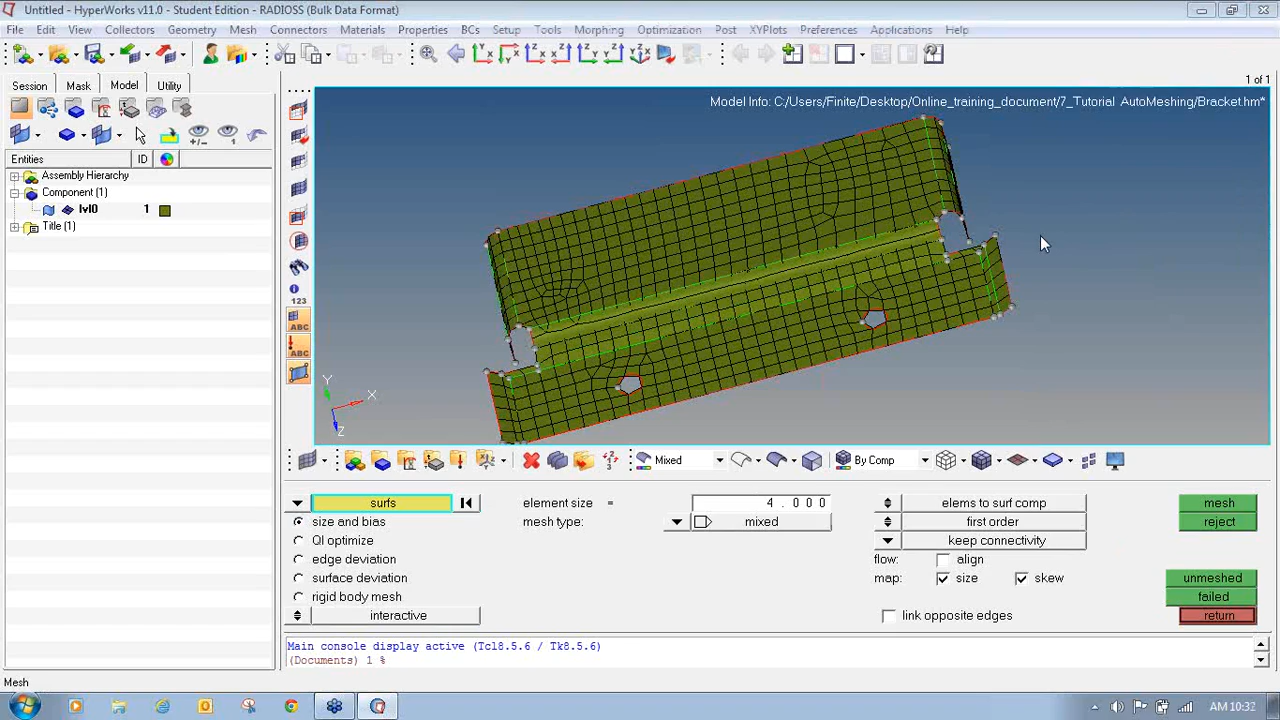 Untitled - HyperWorks v11.0 - Student Edition - RADIOSS (Bulk Data Format)
File Edit View Collectors Geometry Mesh Connectors Materials Properties BCs Setup Tools Morphing Optimization Post XYPlots Preferences Applications Help
1 of 1
Session Mask Model Utility
Model Info: C:/Users/Finite/Desktop/Online_training_document/7_Tutorial AutoMeshing/Bracket.hm*
Entities ID
Assembly Hierarchy
Component (1)
lvl0 1
Title (1)
123
ABC
ABC
Y
X
Z
Mixed
By Comp
surfs
element size =
4 . 0 0 0
elems to surf comp
mesh
size and bias
mesh type:
mixed
first order
reject
QI optimize
keep connectivity
edge deviation
flow:
align
surface deviation
map:
size
skew
unmeshed
rigid body mesh
failed
interactive
link opposite edges
return
Main console display active (Tcl8.5.6 / Tk8.5.6)
(Documents) 1 %
Mesh
AM 10:32